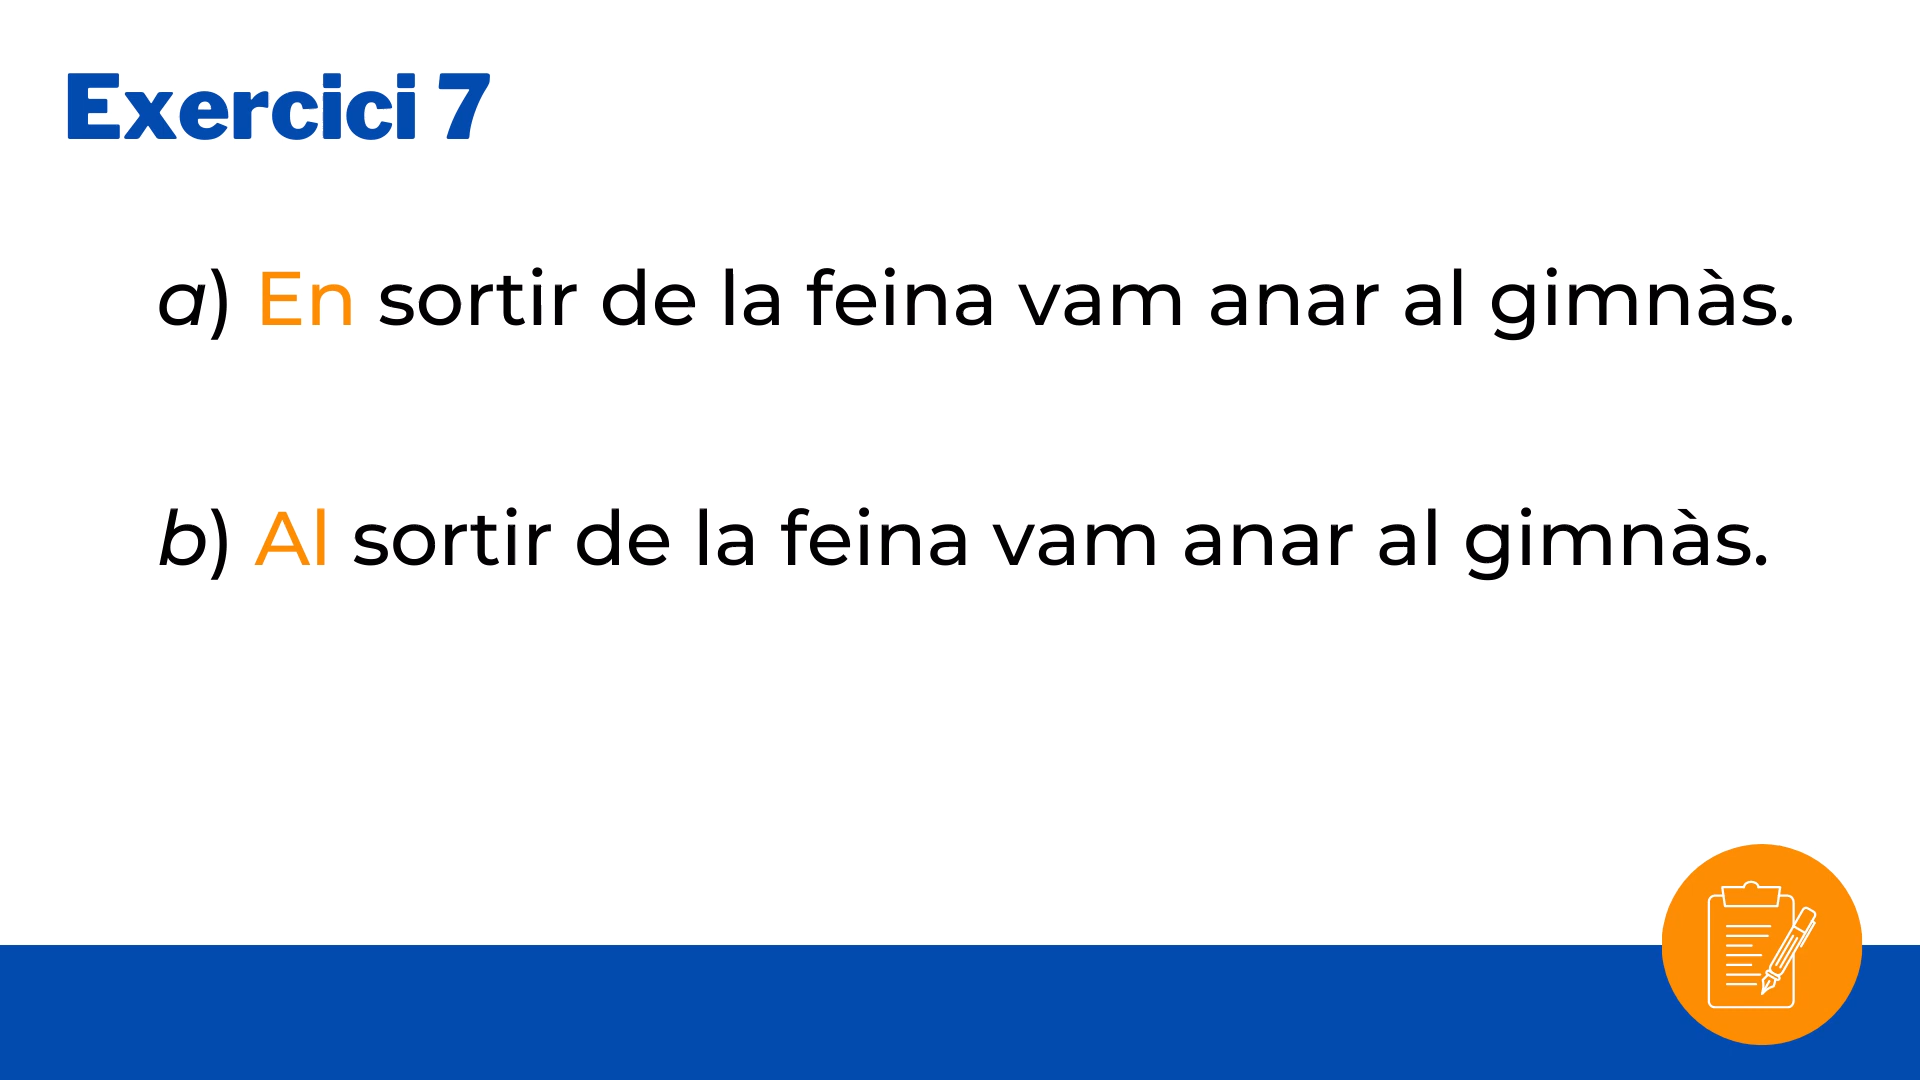 Exercici 7
a) En sortir de la feina vam anar al gimnàs.
b) Al sortir de la feina vam anar al gimnàs.